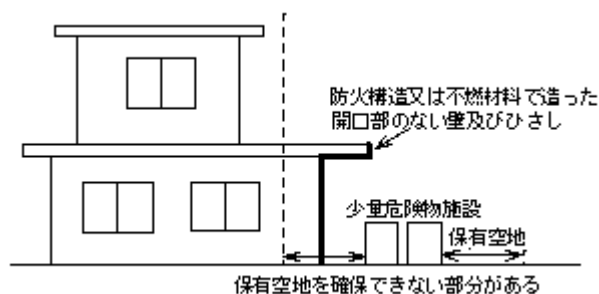 防火構造又は不燃材料で造った
開口部のない壁及びひさし
少量危険物施設
保有空地
保有空地を確保できない部分がある